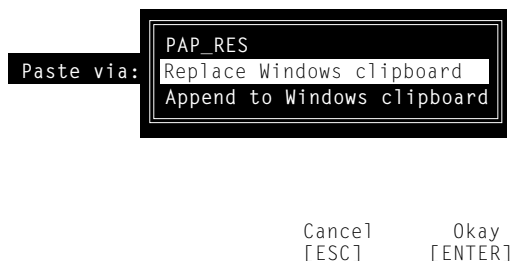 PAP_RES
Paste via: Replace Windows clipboard
Append to Windows clipboard
Cancel Okay
[ESC] [ENTER]